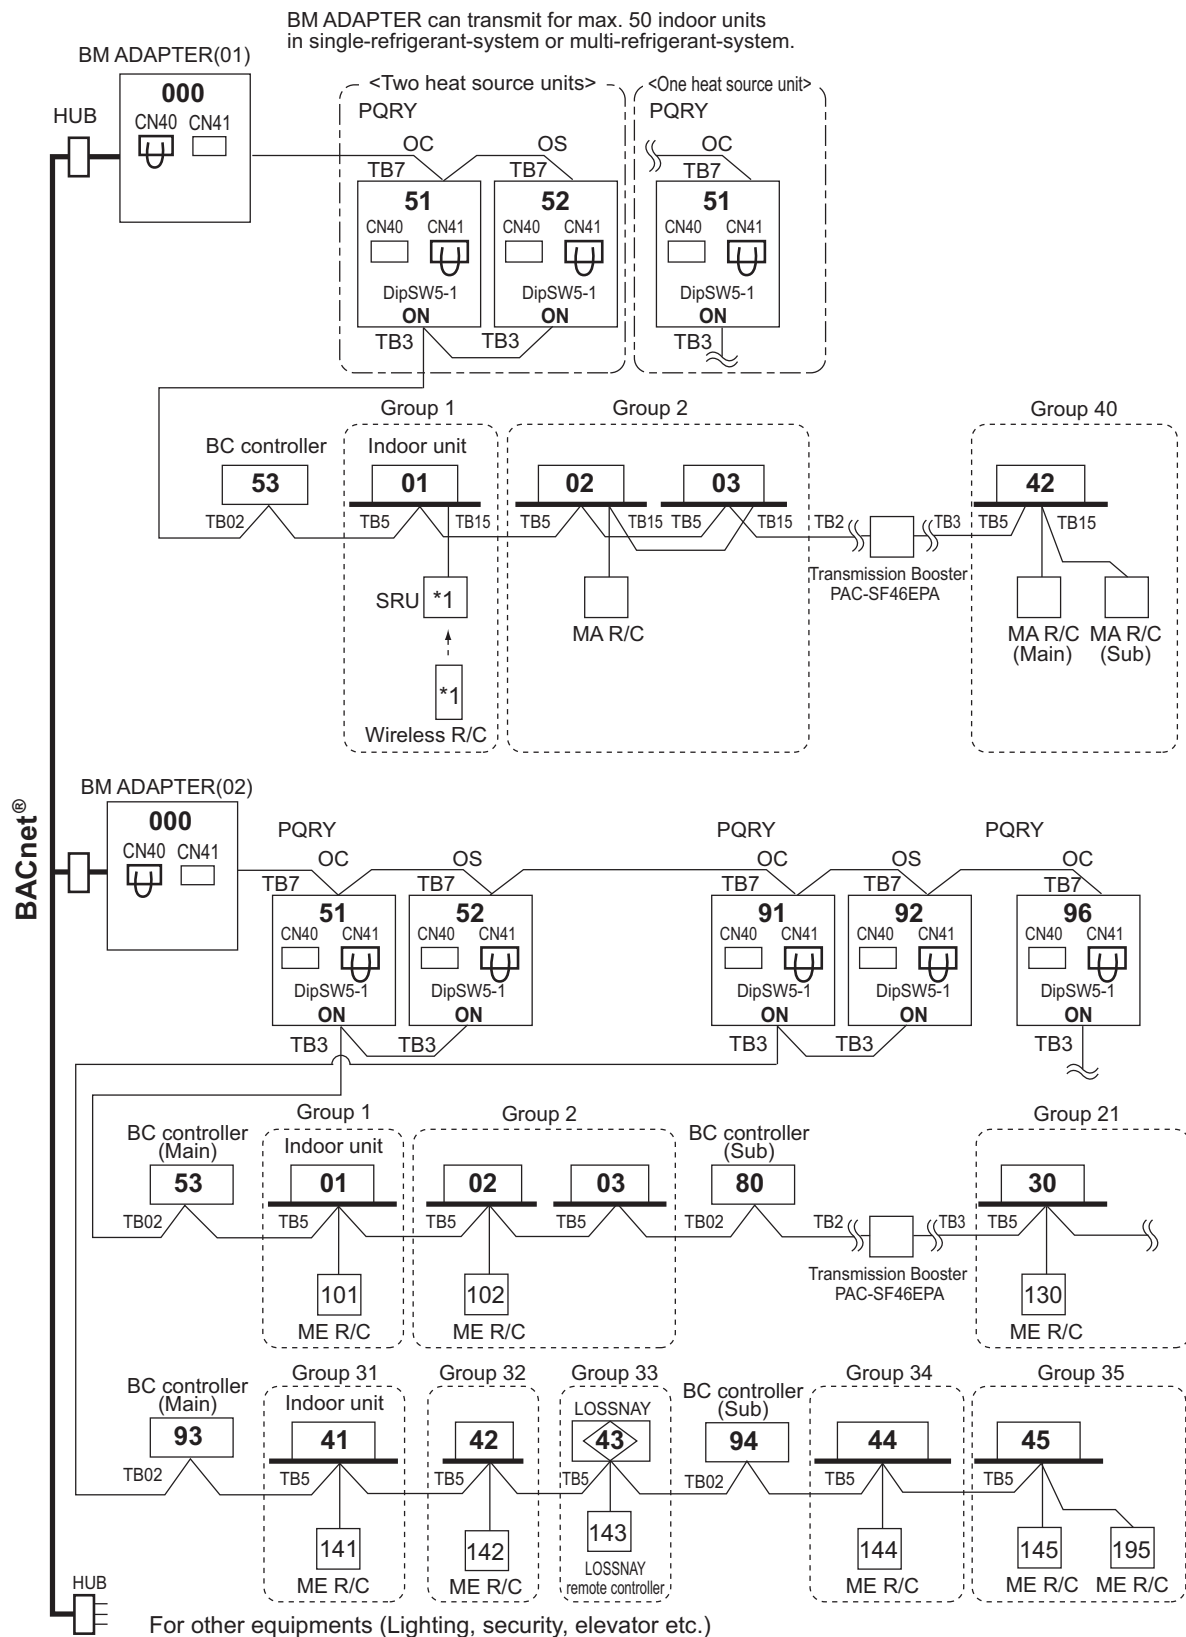 BM ADAPTER can transmit for max. 50 indoor units
in single-refrigerant-system or multi-refrigerant-system.
BM ADAPTER(01)
000
CN40 CN41
HUB
<Two heat source units>
PQRY
OC OS
TB7 TB7
51 52
CN40 CN41 CN40 CN41
DipSW5-1 DipSW5-1
ON ON
TB3 TB3
<One heat source unit>
PQRY
OC
TB7
51
CN40 CN41
DipSW5-1
ON
TB3
Group 1 Group 2 Group 40
BC controller Indoor unit
53 01 02 03 42
TB02 TB5 TB15 TB5 TB15 TB5 TB15 TB2 TB3 TB5 TB15
Transmission Booster
PAC-SF46EPA
SRU *1
MA R/C
MA R/C
(Main)
MA R/C
(Sub)
*1
Wireless R/C
BACnet®
BM ADAPTER(02)
000
CN40 CN41
PQRY PQRY PQRY
OC OS OC OS OC
TB7 TB7 TB7 TB7 TB7
51 52 91 92 96
CN40 CN41 CN40 CN41 CN40 CN41 CN40 CN41 CN40 CN41
DipSW5-1 DipSW5-1 DipSW5-1 DipSW5-1 DipSW5-1
ON ON ON ON ON
TB3 TB3 TB3 TB3 TB3
Group 1 Group 2 Group 21
BC controller
(Main)
Indoor unit
BC controller
(Sub)
53 01 02 03 80 30
TB02 TB5 TB5 TB5 TB02 TB2 TB3 TB5
Transmission Booster
PAC-SF46EPA
101 102 130
ME R/C ME R/C ME R/C
Group 31 Group 32 Group 33 Group 34 Group 35
BC controller
(Main)
Indoor unit
LOSSNAY
BC controller
(Sub)
93 41 42 43 94 44 45
TB02 TB5 TB5 TB5 TB02 TB5 TB5
141 142 143 144 145 195
ME R/C ME R/C
LOSSNAY
remote controller
ME R/C ME R/C ME R/C
HUB
For other equipments (Lighting, security, elevator etc.)